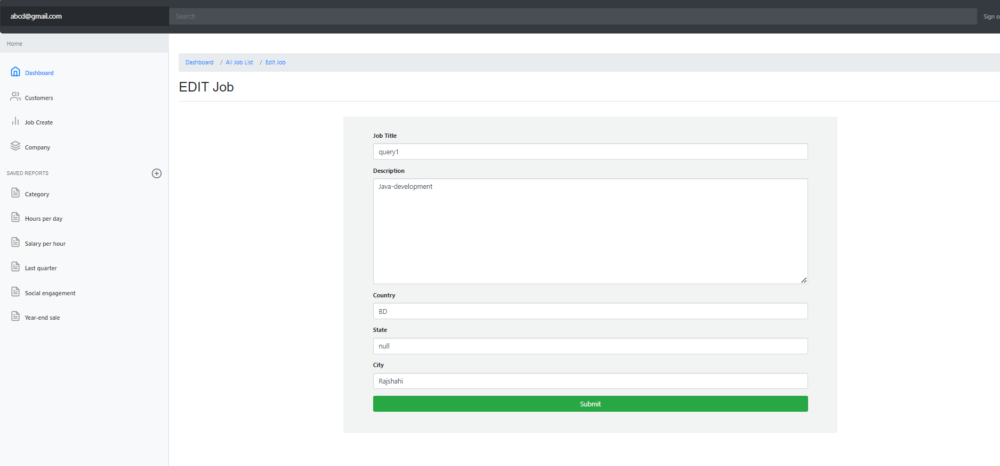 abcd@gmail.com
Search
Sign o
Home
Dashboard
Customers
Job Create
Company
SAVED REPORTS
Category
Hours per day
Salary per hour
Last quarter
Social engagement
Year-end sale
Dashboard / All Job List / Edit Job
EDIT Job
Job Title
query1
Description
Java-development
Country
BD
State
null
City
Rajshahi
Submit